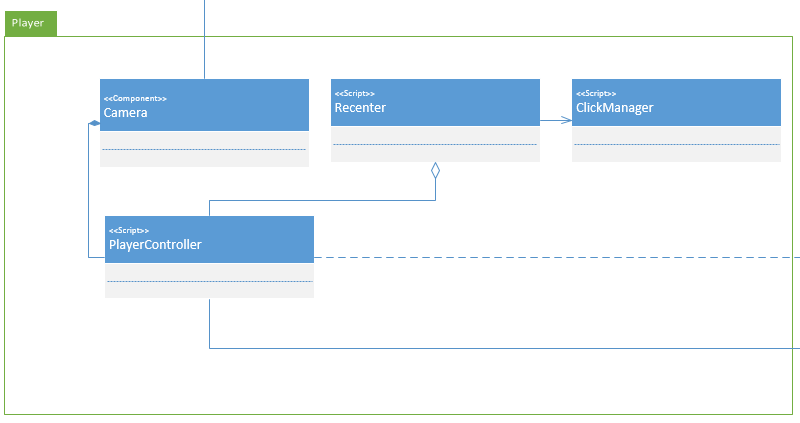 Player
<<Component>>
Camera
<<Script>>
Recenter
<<Script>>
ClickManager
<<Script>>
PlayerController